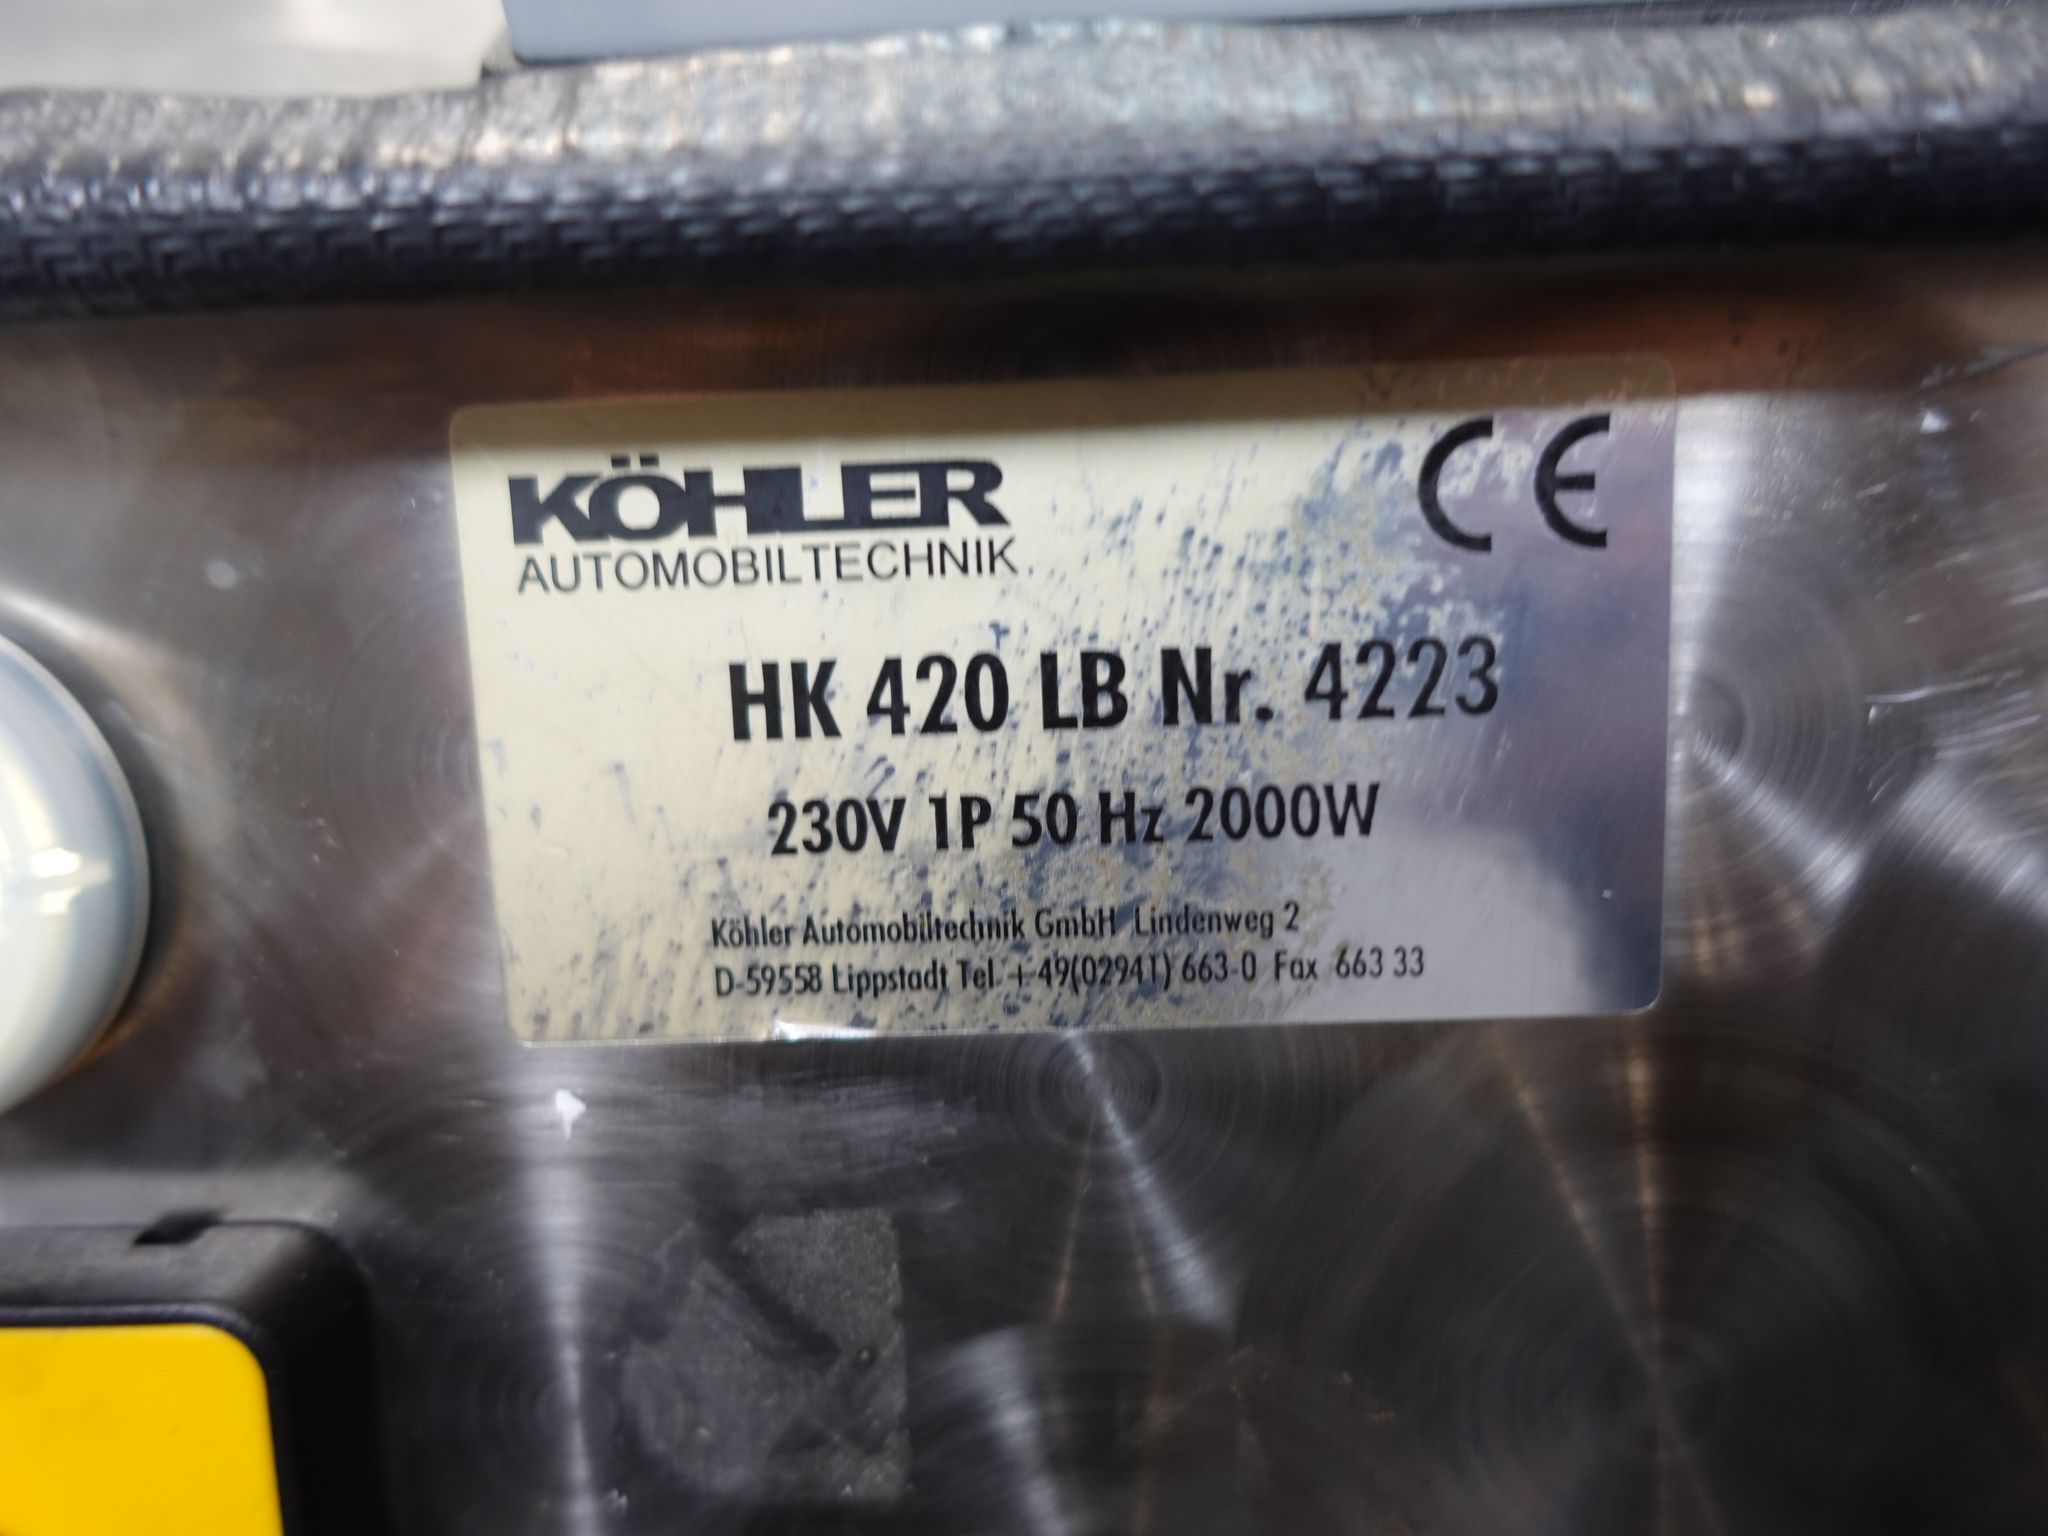 KÖHLER
AUTOMOBILTECHNIK
CE
HK 420 LB Nr. 4223
230V 1P 50 Hz 2000W
Köhler Automobiltechnik GmbH Lindenweg 2
D-59558 Lippstadt Tel. +49(02941) 663-0 Fax 663 33